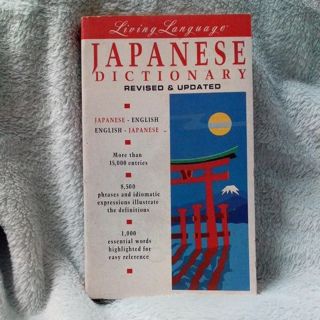 Living Language™
JAPANESE
DICTIONARY
REVISED & UPDATED
JAPANESE - ENGLISH
ENGLISH - JAPANESE
More than
15,000 entries
8,500
phrases and idiomatic
expressions illustrate
the definitions
1,000
essential words
highlighted for
easy reference